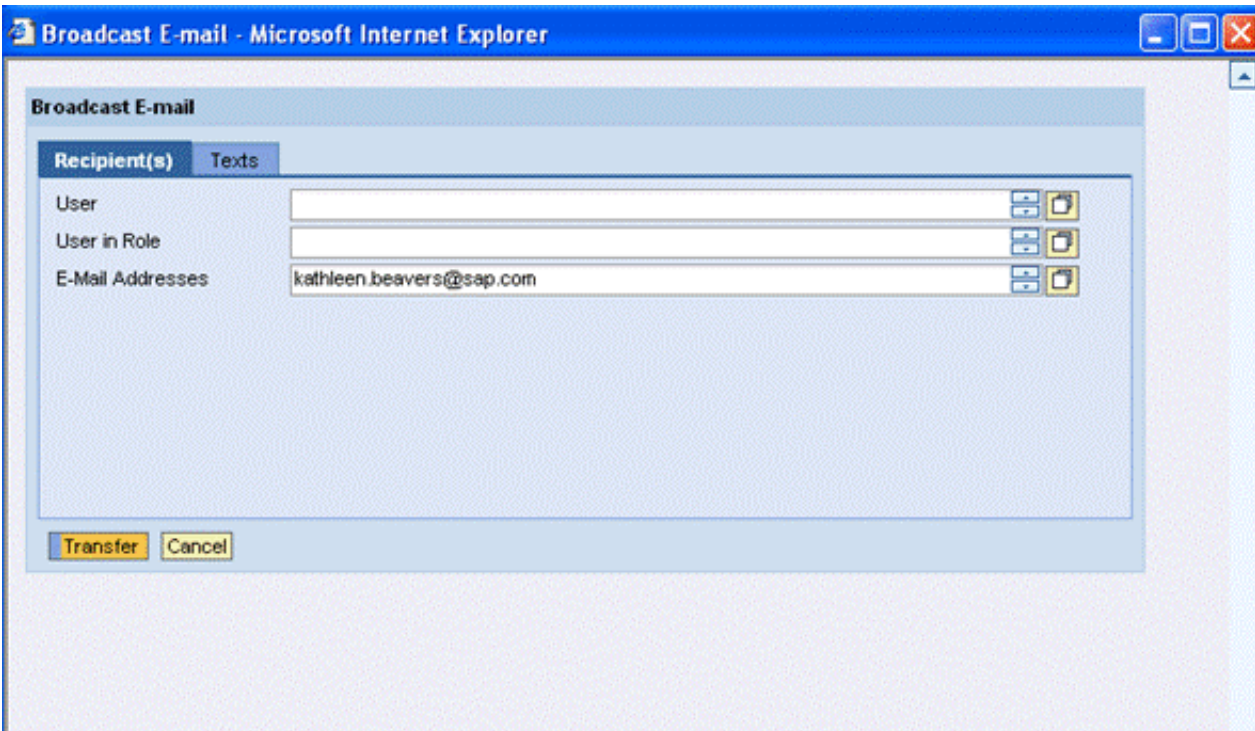 Broadcast E-mail - Microsoft Internet Explorer
Broadcast E-mail
Recipient(s) Texts
User
User in Role
E-Mail Addresses kathleen.beavers@sap.com
Transfer Cancel